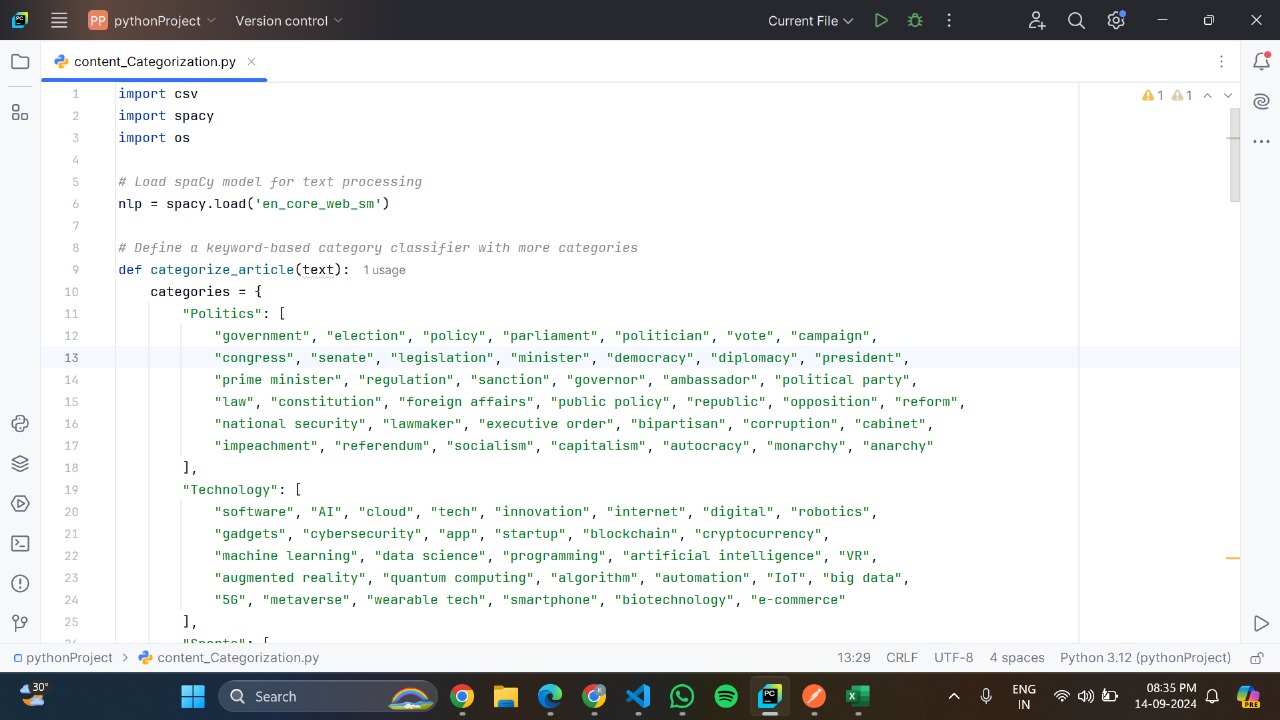 PP pythonProject Version control Current File
content_Categorization.py
1 import csv
2 import spacy
3 import os
4
5 # Load spaCy model for text processing
6 nlp = spacy.load('en_core_web_sm')
7
8 # Define a keyword-based category classifier with more categories
9 def categorize_article(text): 1 usage
10 categories = {
11 "Politics": [
12 "government", "election", "policy", "parliament", "politician", "vote", "campaign",
13 "congress", "senate", "legislation", "minister", "democracy", "diplomacy", "president",
14 "prime minister", "regulation", "sanction", "governor", "ambassador", "political party",
15 "law", "constitution", "foreign affairs", "public policy", "republic", "opposition", "reform",
16 "national security", "lawmaker", "executive order", "bipartisan", "corruption", "cabinet",
17 "impeachment", "referendum", "socialism", "capitalism", "autocracy", "monarchy", "anarchy"
18 ],
19 "Technology": [
20 "software", "AI", "cloud", "tech", "innovation", "internet", "digital", "robotics",
21 "gadgets", "cybersecurity", "app", "startup", "blockchain", "cryptocurrency",
22 "machine learning", "data science", "programming", "artificial intelligence", "VR",
23 "augmented reality", "quantum computing", "algorithm", "automation", "IoT", "big data",
24 "5G", "metaverse", "wearable tech", "smartphone", "biotechnology", "e-commerce"
25 ],
26 "Sports": [
1 1
pythonProject > content_Categorization.py 13:29 CRLF UTF-8 4 spaces Python 3.12 (pythonProject)
30° Search PC PRE
ENG 08:35 PM
IN 14-09-2024